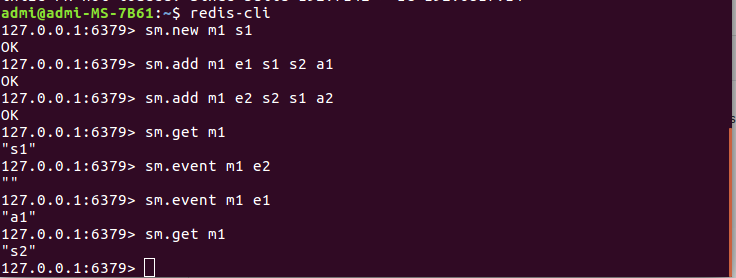 admi@admi-MS-7B61:~$ redis-cli
127.0.0.1:6379> sm.new m1 s1
OK
127.0.0.1:6379> sm.add m1 e1 s1 s2 a1
OK
127.0.0.1:6379> sm.add m1 e2 s2 s1 a2
OK
127.0.0.1:6379> sm.get m1
"s1"
127.0.0.1:6379> sm.event m1 e2
""
127.0.0.1:6379> sm.event m1 e1
"a1"
127.0.0.1:6379> sm.get m1
"s2"
127.0.0.1:6379>